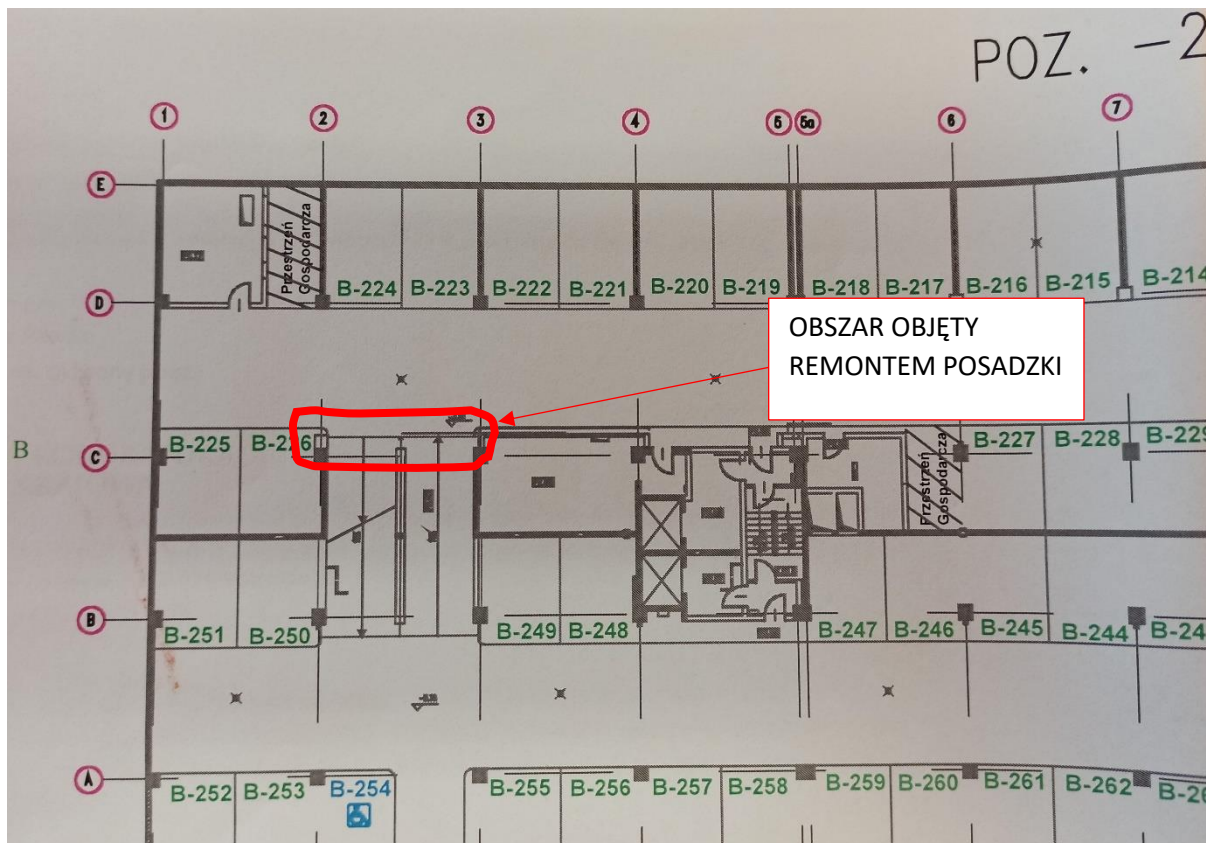 POZ. -2
1 2 3 4 5 5a 6 7
E
Przestrzeń
Gospodarcza
B-224 B-223 B-222 B-221 B-220 B-219 B-218 B-217 B-216 B-215 B-214
D
OBSZAR OBJĘTY
REMONTEM POSADZKI
B
C
B-225 B-226 B-227 B-228 B-229
Przestrzeń
Gospodarcza
B
B-251 B-250 B-249 B-248 B-247 B-246 B-245 B-244
A
B-252 B-253 B-254 B-255 B-256 B-257 B-258 B-259 B-260 B-261 B-262